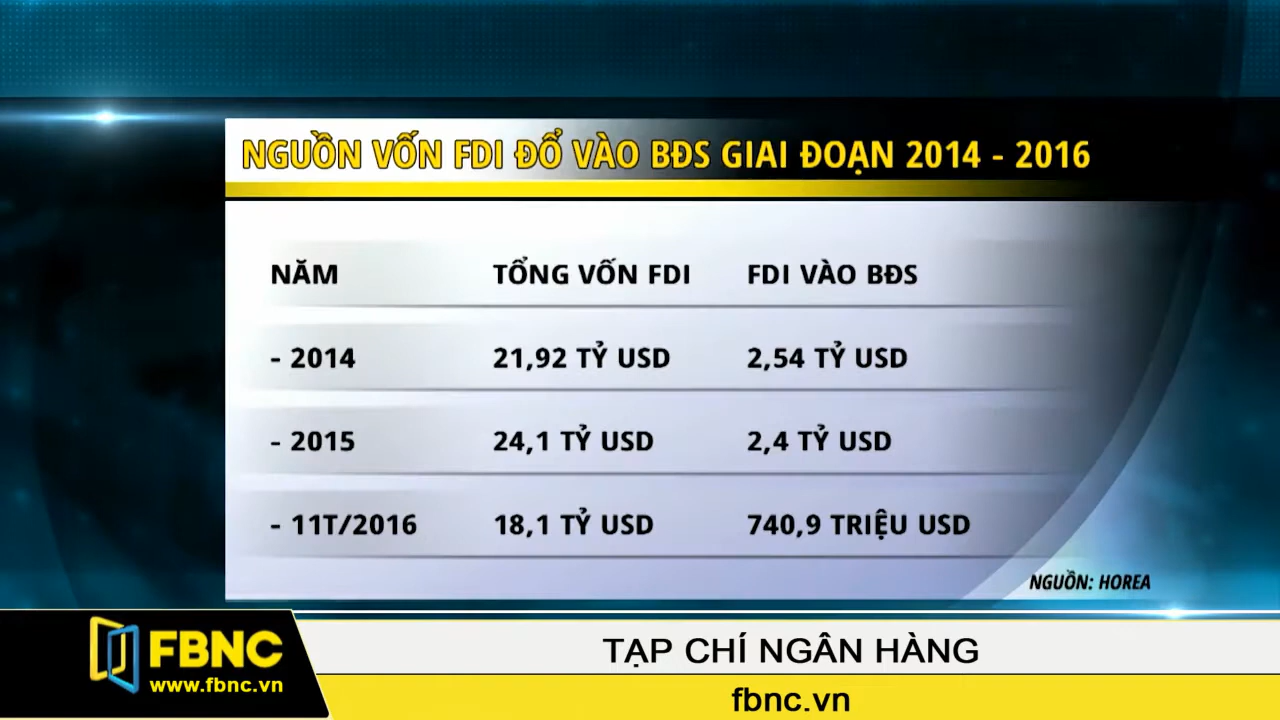 NGUỒN VỐN FDI ĐỔ VÀO BĐS GIAI ĐOẠN 2014 - 2016
NĂM TỔNG VỐN FDI FDI VÀO BĐS
- 2014 21,92 TỶ USD 2,54 TỶ USD
- 2015 24,1 TỶ USD 2,4 TỶ USD
- 11T/2016 18,1 TỶ USD 740,9 TRIỆU USD
NGUỒN: HOREA
FBNC
www.fbnc.vn
TẠP CHÍ NGÂN HÀNG
fbnc.vn